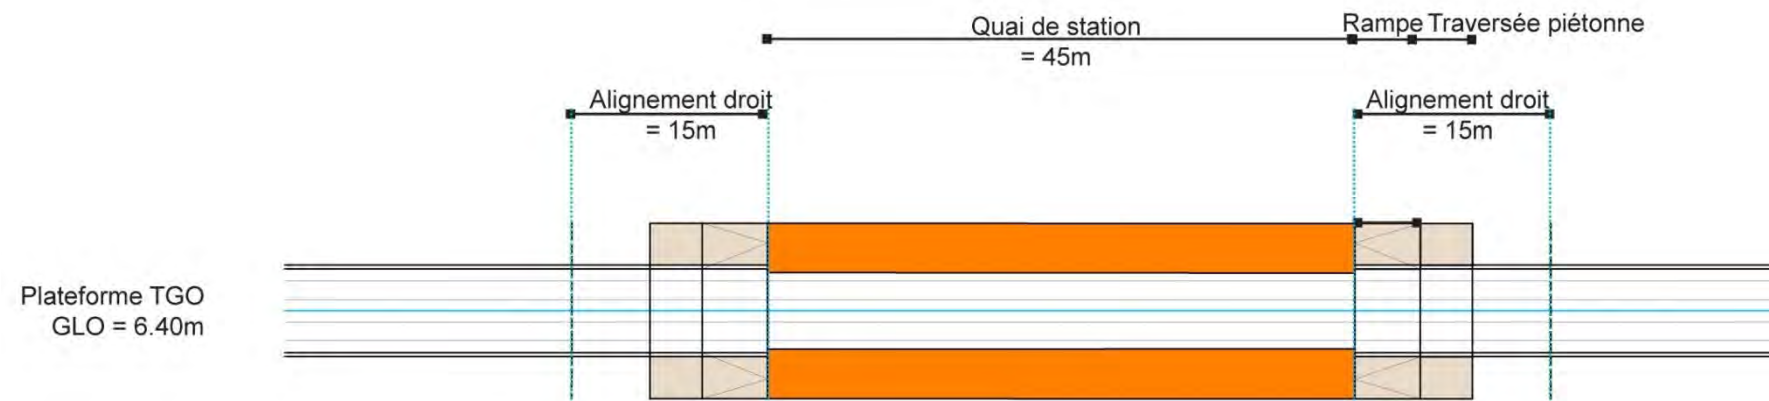 Quai de station
= 45m
Rampe Traversée piétonne
Alignement droit
= 15m
Alignement droit
= 15m
Plateforme TGO
GLO = 6.40m